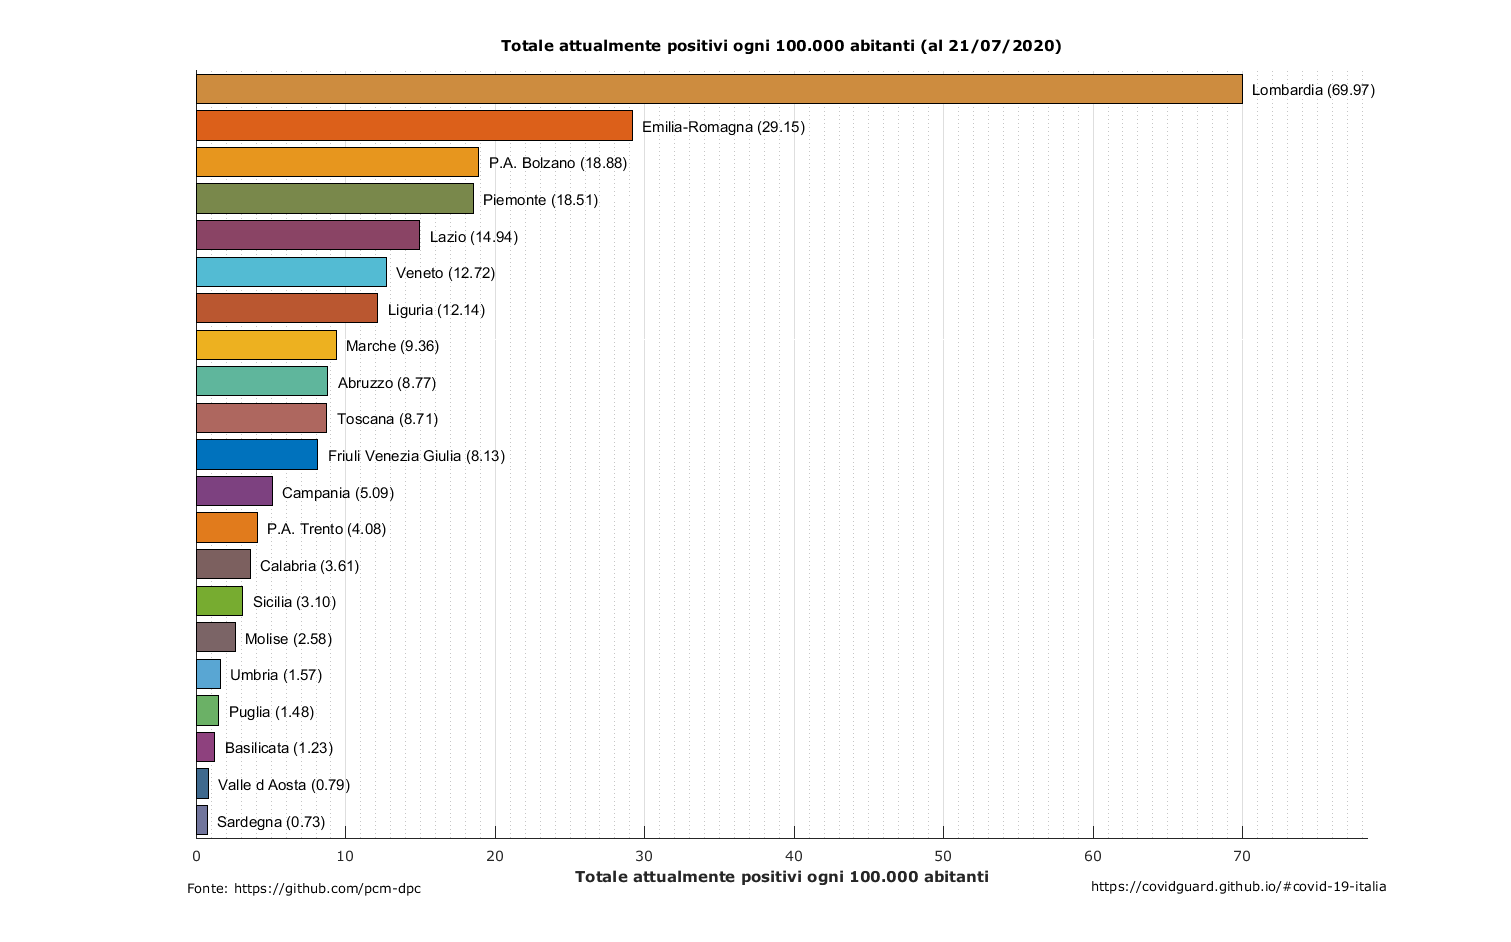 Totale attualmente positivi ogni 100.000 abitanti (al 21/07/2020)
Lombardia (69.97)
Emilia-Romagna (29.15)
P.A. Bolzano (18.88)
Piemonte (18.51)
Lazio (14.94)
Veneto (12.72)
Liguria (12.14)
Marche (9.36)
Abruzzo (8.77)
Toscana (8.71)
Friuli Venezia Giulia (8.13)
Campania (5.09)
P.A. Trento (4.08)
Calabria (3.61)
Sicilia (3.10)
Molise (2.58)
Umbria (1.57)
Puglia (1.48)
Basilicata (1.23)
Valle d Aosta (0.79)
Sardegna (0.73)
0 10 20 30 40 50 60 70
Totale attualmente positivi ogni 100.000 abitanti
Fonte: https://github.com/pcm-dpc
https://covidguard.github.io/#covid-19-italia